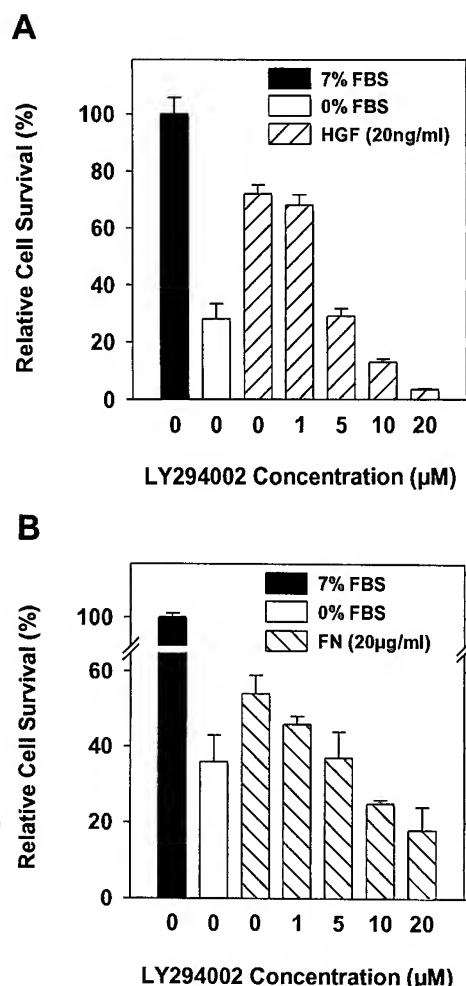 A
7% FBS
0% FBS
HGF (20ng/ml)
Relative Cell Survival (%)
100
80
60
40
20
0
0 0 0 1 5 10 20
LY294002 Concentration (µM)
B
7% FBS
0% FBS
FN (20µg/ml)
Relative Cell Survival (%)
100
60
40
20
0
0 0 0 1 5 10 20
LY294002 Concentration (µM)